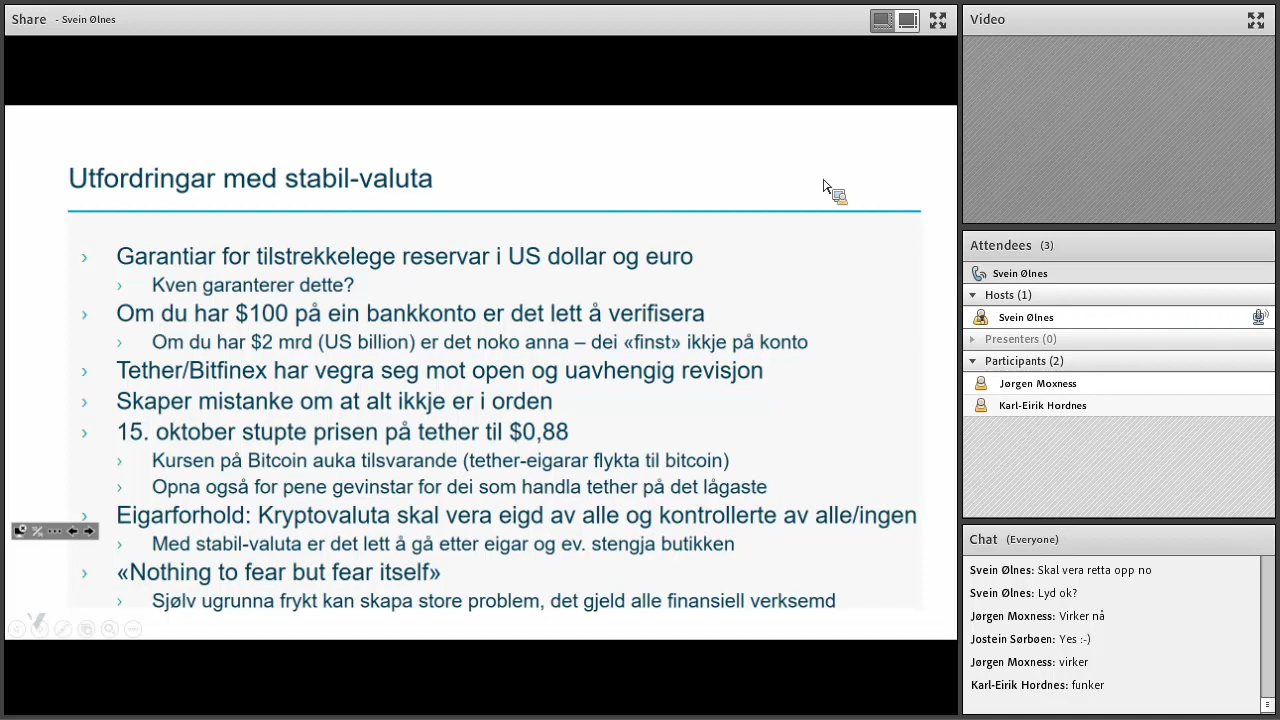 Share - Svein Ølnes
Utfordringar med stabil-valuta
› Garantiar for tilstrekkelege reservar i US dollar og euro
› Kven garanterer dette?
› Om du har $100 på ein bankkonto er det lett å verifisera
› Om du har $2 mrd (US billion) er det noko anna – dei «finst» ikkje på konto
› Tether/Bitfinex har vegra seg mot open og uavhengig revisjon
› Skaper mistanke om at alt ikkje er i orden
› 15. oktober stupte prisen på tether til $0,88
› Kursen på Bitcoin auka tilsvarande (tether-eigarar flykta til bitcoin)
› Opna også for pene gevinstar for dei som handla tether på det lågaste
› Eigarforhold: Kryptovaluta skal vera eigd av alle og kontrollerte av alle/ingen
› Med stabil-valuta er det lett å gå etter eigar og ev. stengja butikken
› «Nothing to fear but fear itself»
› Sjølv ugrunna frykt kan skapa store problem, det gjeld alle finansiell verksemd
Video
Attendees (3)
Svein Ølnes
Hosts (1)
Svein Ølnes
Presenters (0)
Participants (2)
Jørgen Moxness
Karl-Eirik Hordnes
Chat (Everyone)
Svein Ølnes: Skal vera retta opp no
Svein Ølnes: Lyd ok?
Jørgen Moxness: Virker nå
Jostein Sørbøen: Yes :-)
Jørgen Moxness: virker
Karl-Eirik Hordnes: funker